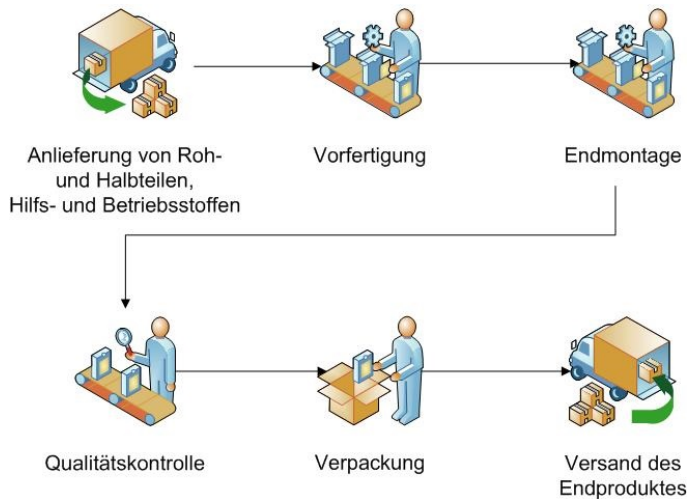 Anlieferung von Roh-
und Halbteilen,
Hilfs- und Betriebsstoffen
Vorfertigung
Endmontage
Qualitätskontrolle
Verpackung
Versand des
Endproduktes